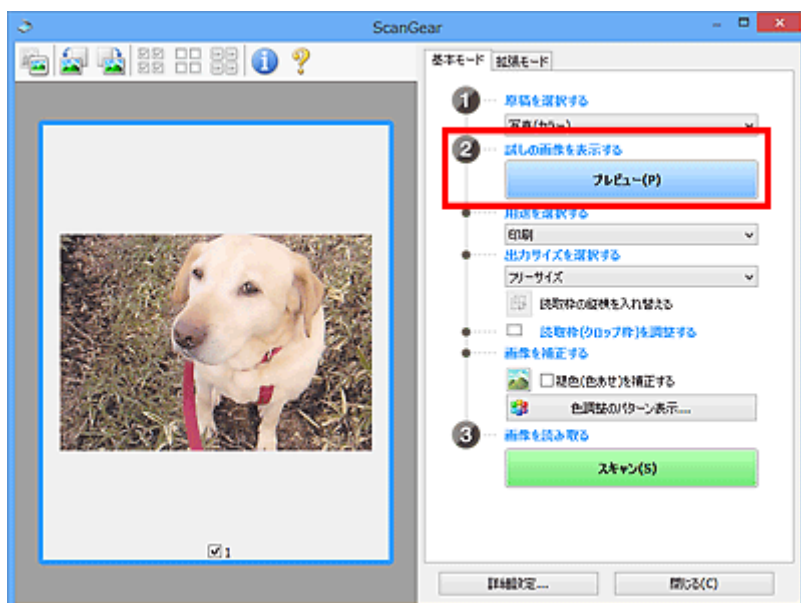 ScanGear
基本モード 拡張モード
1 原稿を選択する
写真(カラー)
2 試しの画像を表示する
プレビュー(P)
用途を選択する
印刷
出力サイズを選択する
フリーサイズ
読取枠の縦横を入れ替える
読取枠(クロップ枠)を調整する
画像を補正する
褪色(色あせ)を補正する
色調整のパターン表示...
3 画像を読み取る
スキャン(S)
1
詳細設定... 閉じる(C)